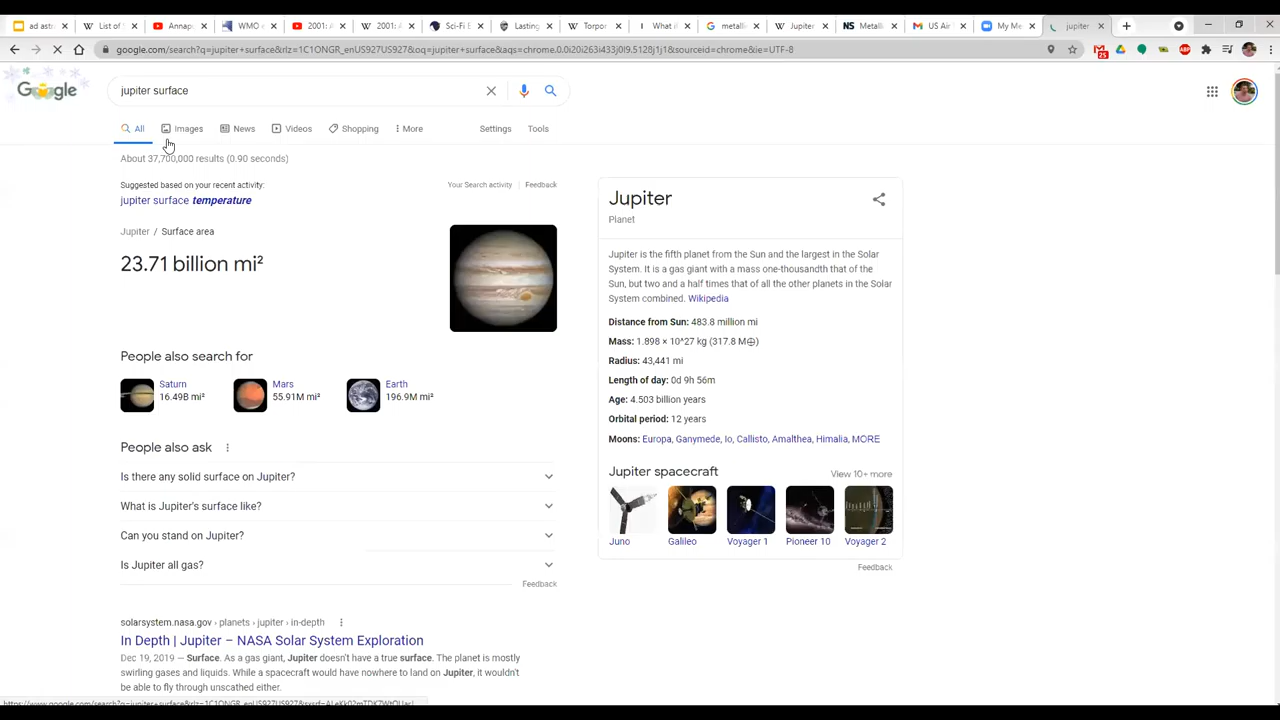 ad astra
List of
Annapu
WMO e
2001: A
2001: A
Sci-Fi E
Lasting
Torpor
What if
metallic
Jupiter
NS Metallic
US Air
My Me
jupiter
google.com/search?q=jupiter+surface&rlz=1C1ONGR_enUS927US927&oq=jupiter+surface&aqs=chrome.0.0i20i263i433j0l9.5128j1j1&sourceid=chrome&ie=UTF-8
25
ABP
Google
jupiter surface
All Images News Videos Shopping More Settings Tools
About 37,700,000 results (0.90 seconds)
Suggested based on your recent activity:
Your Search activity Feedback
jupiter surface temperature
Jupiter / Surface area
23.71 billion mi²
People also search for
Saturn
16.49B mi²
Mars
55.91M mi²
Earth
196.9M mi²
People also ask
Is there any solid surface on Jupiter?
What is Jupiter's surface like?
Can you stand on Jupiter?
Is Jupiter all gas?
Feedback
solarsystem.nasa.gov › planets › jupiter › in-depth
In Depth | Jupiter – NASA Solar System Exploration
Dec 19, 2019 — Surface. As a gas giant, Jupiter doesn't have a true surface. The planet is mostly
swirling gases and liquids. While a spacecraft would have nowhere to land on Jupiter, it wouldn't
be able to fly through unscathed either.
Jupiter
Planet
Jupiter is the fifth planet from the Sun and the largest in the Solar
System. It is a gas giant with a mass one-thousandth that of the
Sun, but two and a half times that of all the other planets in the Solar
System combined. Wikipedia
Distance from Sun: 483.8 million mi
Mass: 1.898 × 10^27 kg (317.8 M⊕)
Radius: 43,441 mi
Length of day: 0d 9h 56m
Age: 4.503 billion years
Orbital period: 12 years
Moons: Europa, Ganymede, Io, Callisto, Amalthea, Himalia, MORE
Jupiter spacecraft
View 10+ more
Juno
Galileo
Voyager 1
Pioneer 10
Voyager 2
Feedback